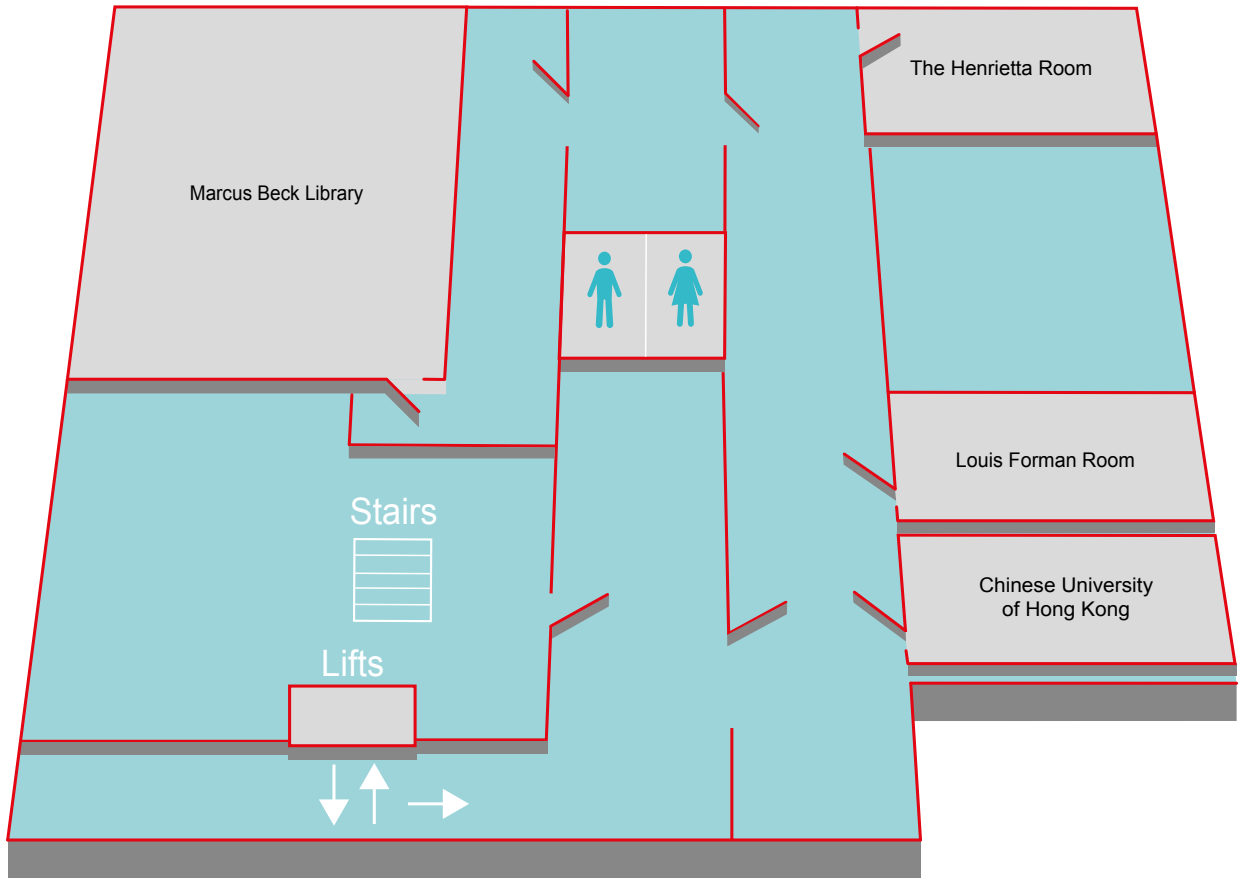 The Henrietta Room
Marcus Beck Library
Louis Forman Room
Stairs
Chinese University
of Hong Kong
Lifts